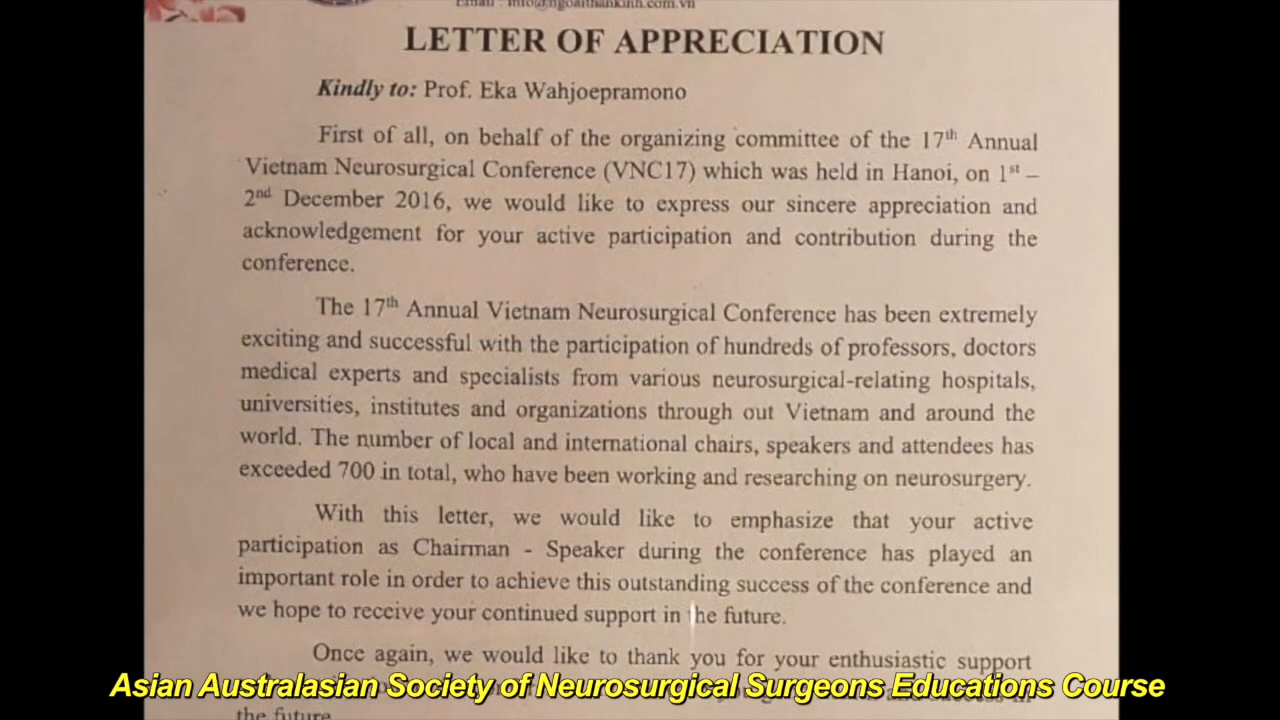 Email : info@ngoaithankinh.com.vn
LETTER OF APPRECIATION
Kindly to: Prof. Eka Wahjoepramono
First of all, on behalf of the organizing committee of the 17th Annual
Vietnam Neurosurgical Conference (VNC17) which was held in Hanoi, on 1st –
2nd December 2016, we would like to express our sincere appreciation and
acknowledgement for your active participation and contribution during the
conference.
The 17th Annual Vietnam Neurosurgical Conference has been extremely
exciting and successful with the participation of hundreds of professors, doctors
medical experts and specialists from various neurosurgical-relating hospitals,
universities, institutes and organizations through out Vietnam and around the
world. The number of local and international chairs, speakers and attendees has
exceeded 700 in total, who have been working and researching on neurosurgery.
With this letter, we would like to emphasize that your active
participation as Chairman - Speaker during the conference has played an
important role in order to achieve this outstanding success of the conference and
we hope to receive your continued support in the future.
Once again, we would like to thank you for your enthusiastic support
Asian Australasian Society of Neurosurgical Surgeons Educations Course
the future